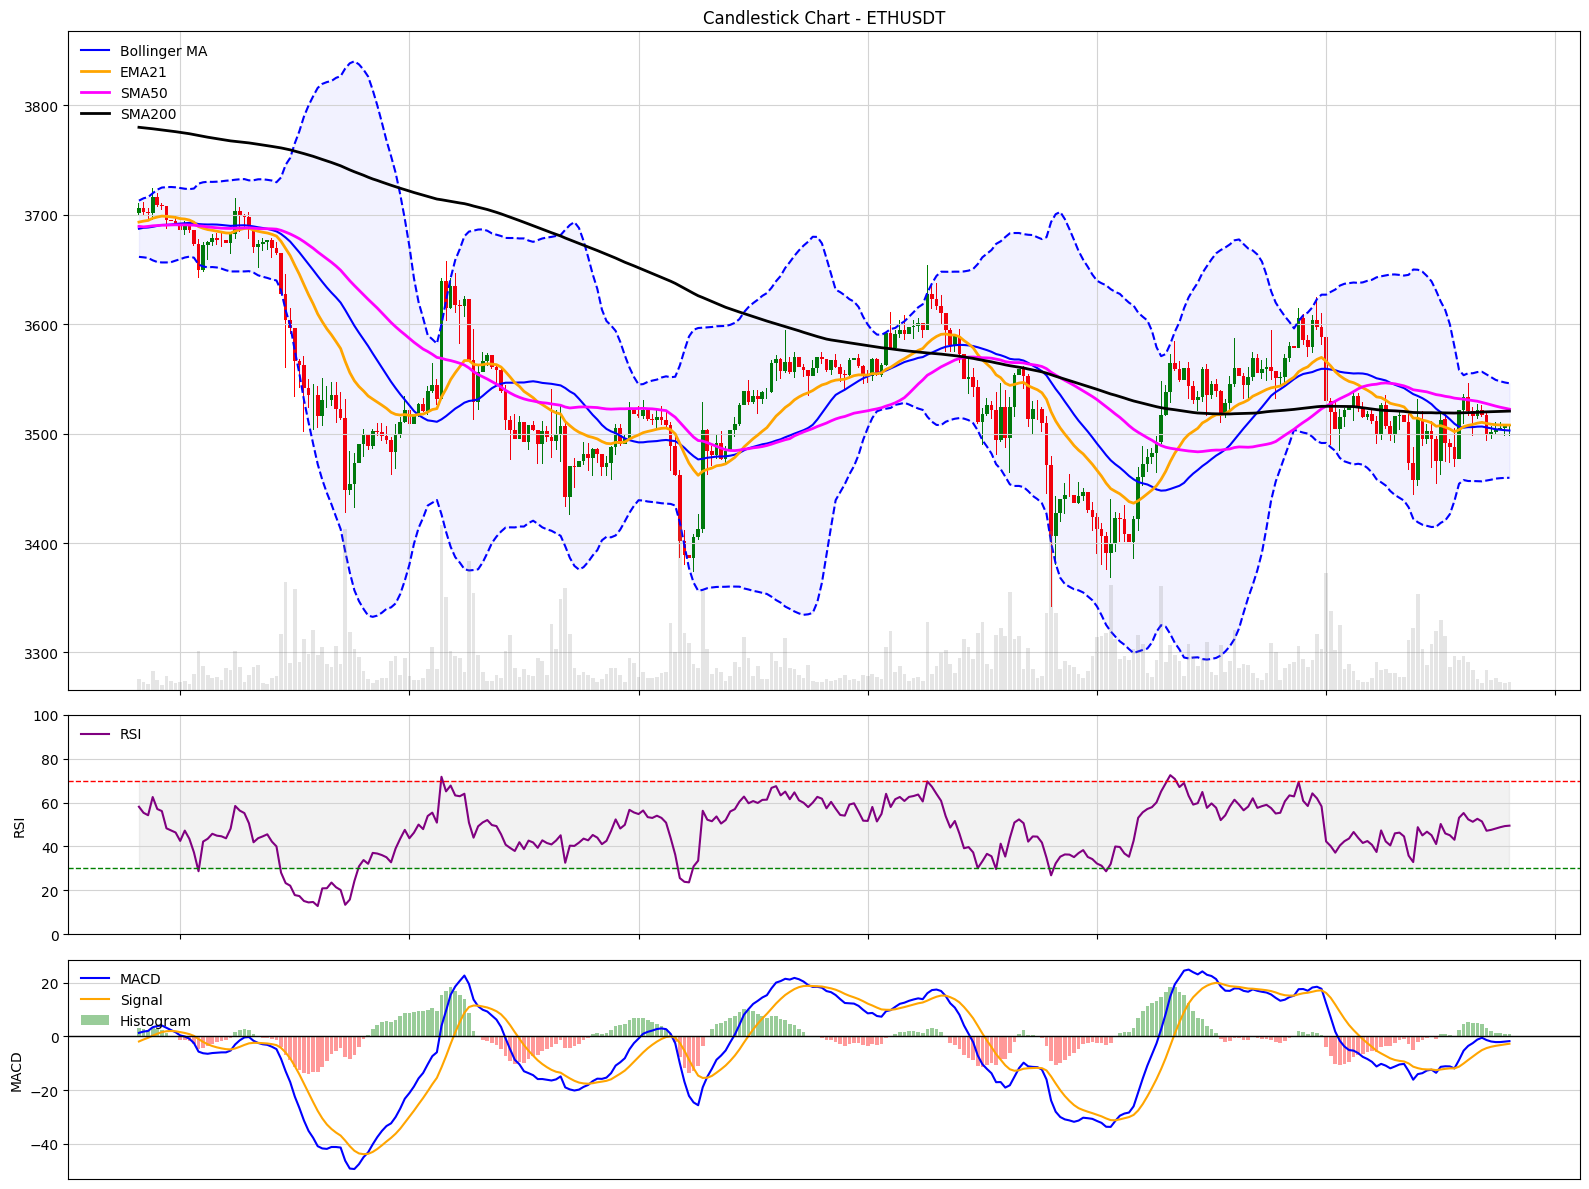 Candlestick Chart - ETHUSDT
Bollinger MA
EMA21
SMA50
SMA200
3800
3700
3600
3500
3400
3300
RSI
100
80
60
40
20
0
RSI
MACD
Signal
Histogram
20
0
−20
−40
MACD